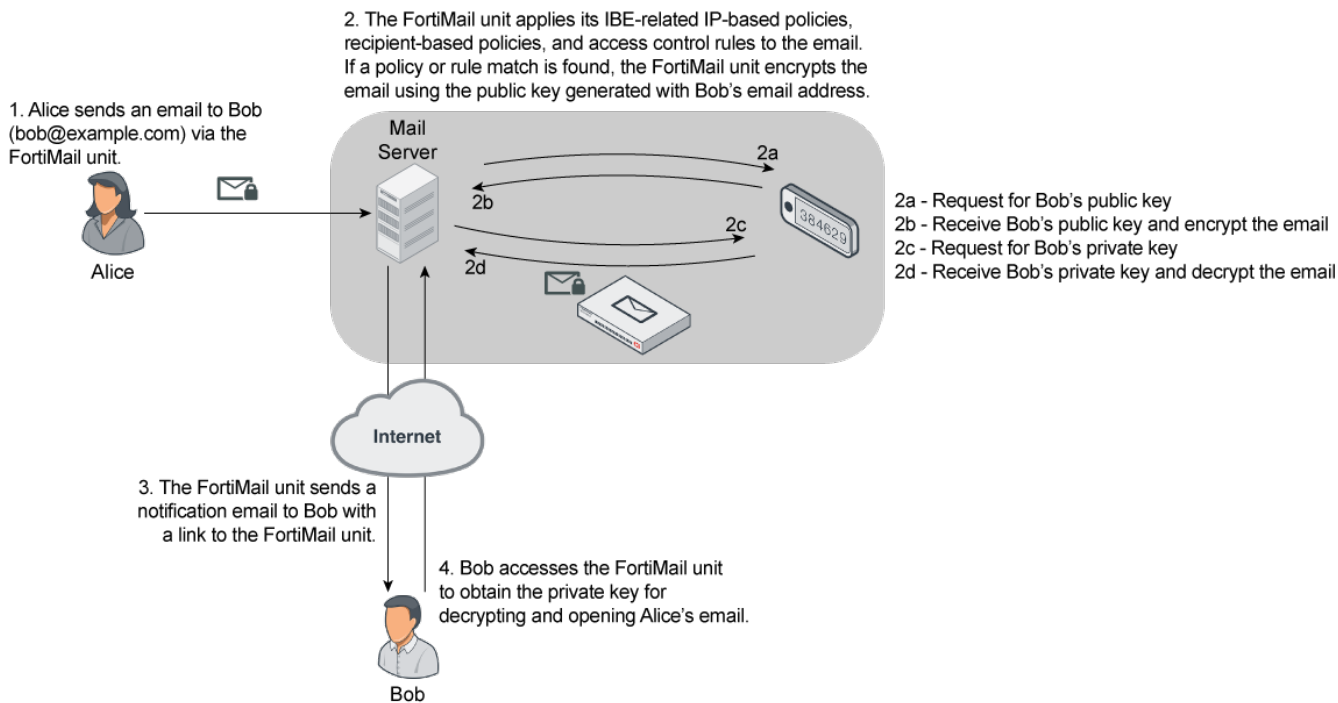 2. The FortiMail unit applies its IBE-related IP-based policies,
recipient-based policies, and access control rules to the email.
If a policy or rule match is found, the FortiMail unit encrypts the
email using the public key generated with Bob's email address.
1. Alice sends an email to Bob
(bob@example.com) via the
FortiMail unit.
Alice
Mail
Server
2a
2b
2c
2d
384629
2a - Request for Bob's public key
2b - Receive Bob's public key and encrypt the email
2c - Request for Bob's private key
2d - Receive Bob's private key and decrypt the email
Internet
3. The FortiMail unit sends a
notification email to Bob with
a link to the FortiMail unit.
4. Bob accesses the FortiMail unit
to obtain the private key for
decrypting and opening Alice's email.
Bob